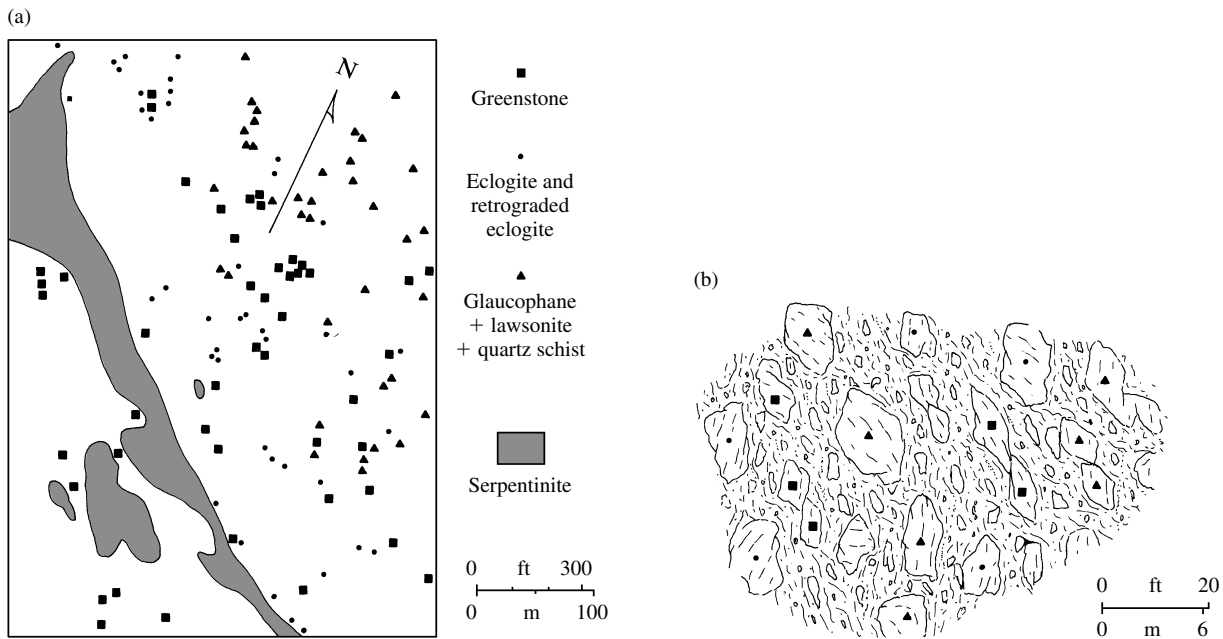 (a)
N
Greenstone
Eclogite and
retrograded
eclogite
Glaucophane
+ lawsonite
+ quartz schist
Serpentinite
0 ft 300
0 m 100
(b)
0 ft 20
0 m 6